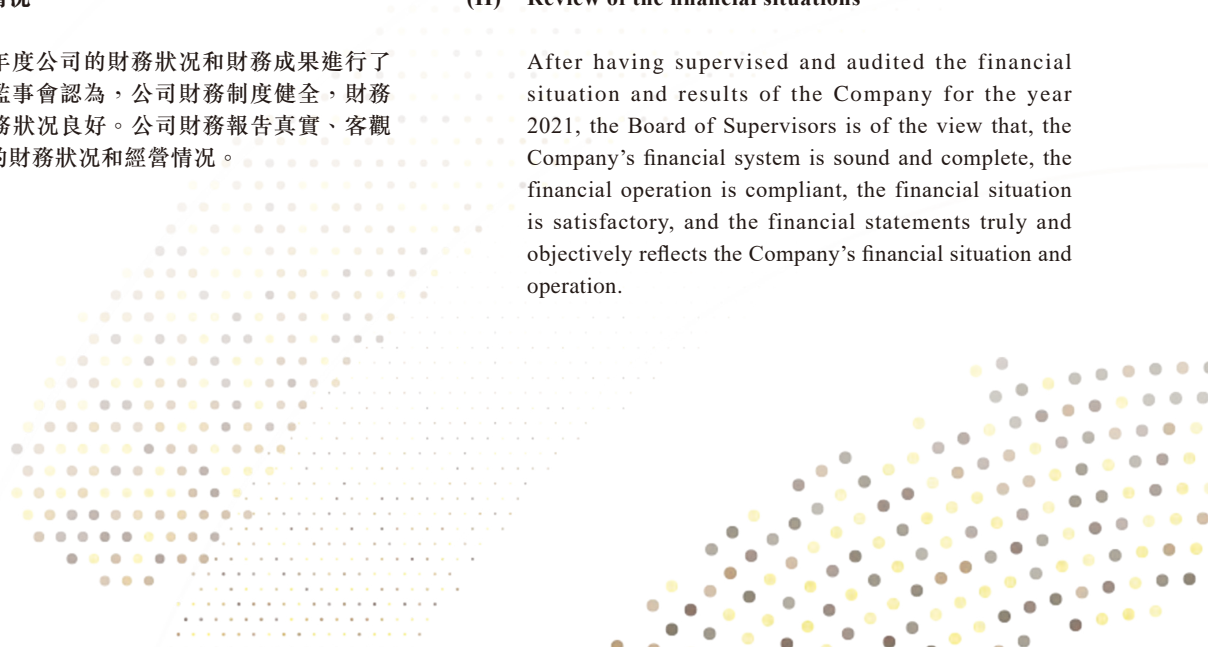 情况
年度公司的財務狀况和財務成果進行了
監事會認為，公司財務制度健全，財務
務狀况良好。公司財務報告真實、客觀
的財務狀况和經營情况。
(II) Review of the financial situations
After having supervised and audited the financial
situation and results of the Company for the year
2021, the Board of Supervisors is of the view that, the
Company’s financial system is sound and complete, the
financial operation is compliant, the financial situation
is satisfactory, and the financial statements truly and
objectively reflects the Company’s financial situation and
operation.